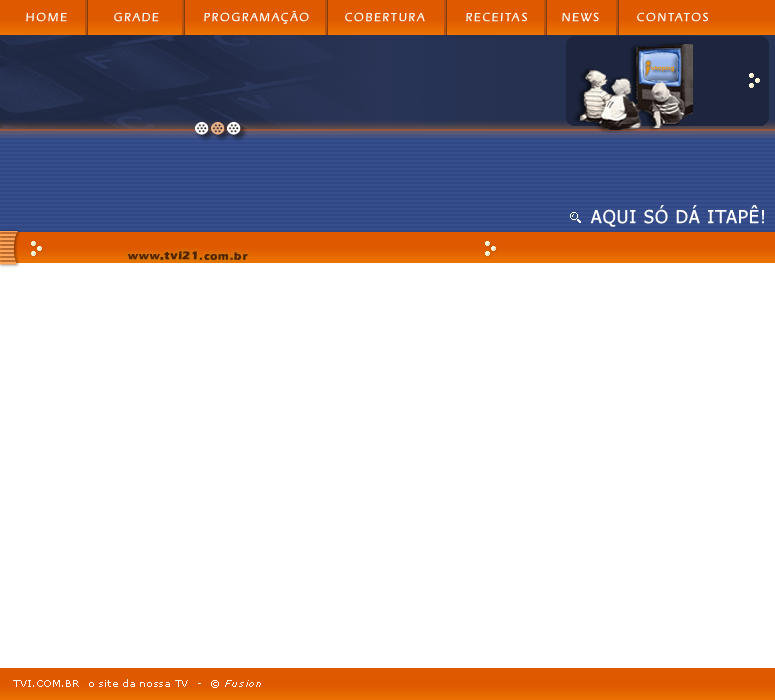 HOME GRADE PROGRAMAÇÃO COBERTURA RECEITAS NEWS CONTATOS
AQUI SÓ DÁ ITAPÊ!
www.tvi21.com.br
TVI.COM.BR o site da nossa TV - © Fusion